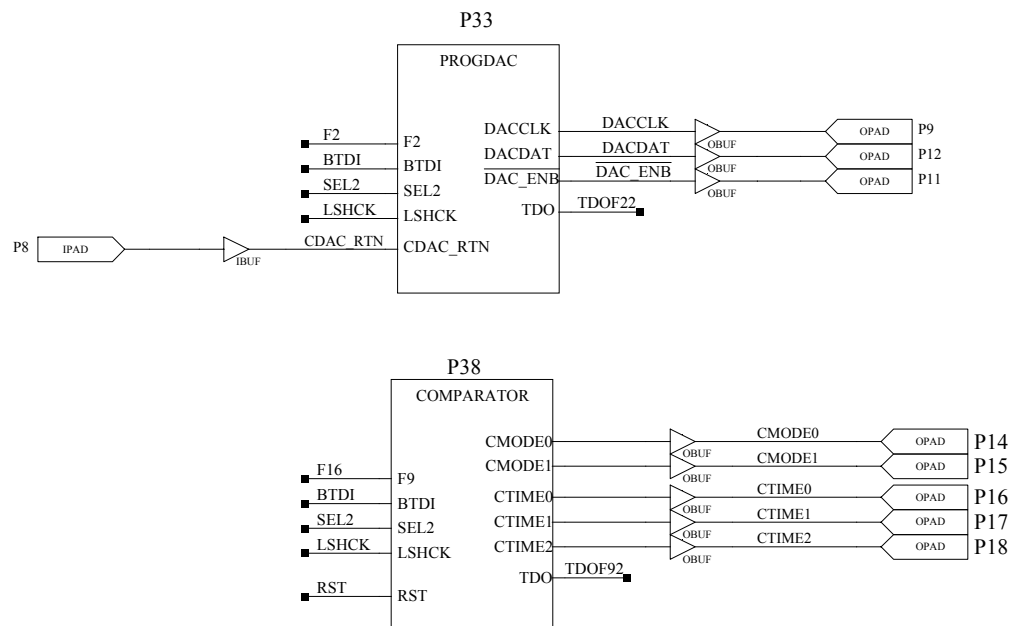 P33
PROGDAC
DACCLK DACCLK OBUF OPAD P9
F2 F2
DACDAT DACDAT OBUF OPAD P12
BTDI BTDI
DAC_ENB DAC_ENB OBUF OPAD P11
SEL2 SEL2
TDO TDOF22
LSHCK LSHCK
P8 IPAD IBUF CDAC_RTN CDAC_RTN
P38
COMPARATOR
CMODE0 OBUF CMODE0 OPAD P14
CMODE1 OBUF CMODE1 OPAD P15
F16 F9
CTIME0 OBUF CTIME0 OPAD P16
BTDI BTDI
CTIME1 OBUF CTIME1 OPAD P17
SEL2 SEL2
CTIME2 OBUF CTIME2 OPAD P18
LSHCK LSHCK
TDO TDOF92
RST RST